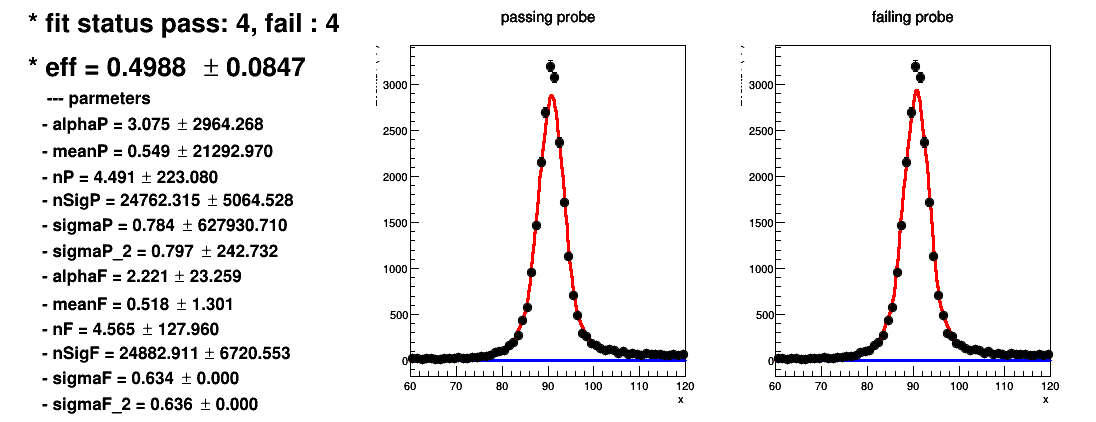 * fit status pass: 4, fail : 4
* eff = 0.4988 ± 0.0847
--- parmeters
- alphaP = 3.075 ± 2964.268
- meanP = 0.549 ± 21292.970
- nP = 4.491 ± 223.080
- nSigP = 24762.315 ± 5064.528
- sigmaP = 0.784 ± 627930.710
- sigmaP_2 = 0.797 ± 242.732
- alphaF = 2.221 ± 23.259
- meanF = 0.518 ± 1.301
- nF = 4.565 ± 127.960
- nSigF = 24882.911 ± 6720.553
- sigmaF = 0.634 ± 0.000
- sigmaF_2 = 0.636 ± 0.000
passing probe
3000
2500
2000
1500
1000
500
0
60 70 80 90 100 110 120
x
failing probe
3000
2500
2000
1500
1000
500
0
60 70 80 90 100 110 120
x